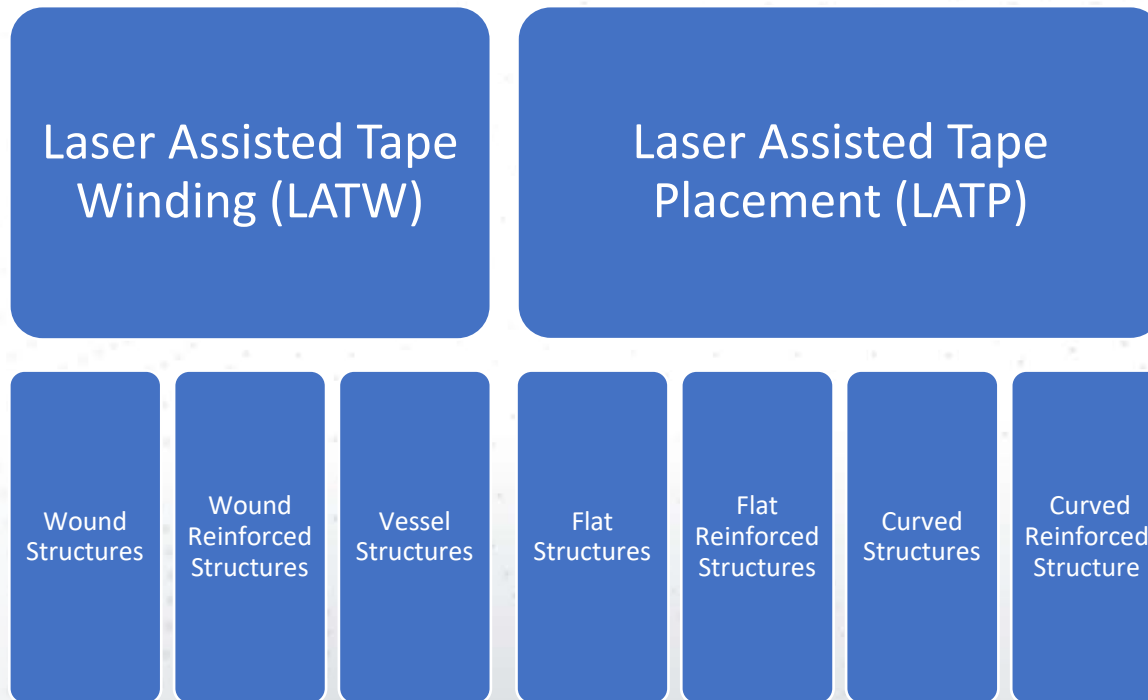 Laser Assisted Tape
Winding (LATW)
Laser Assisted Tape
Placement (LATP)
Wound
Structures
Wound
Reinforced
Structures
Vessel
Structures
Flat
Structures
Flat
Reinforced
Structures
Curved
Structures
Curved
Reinforced
Structure